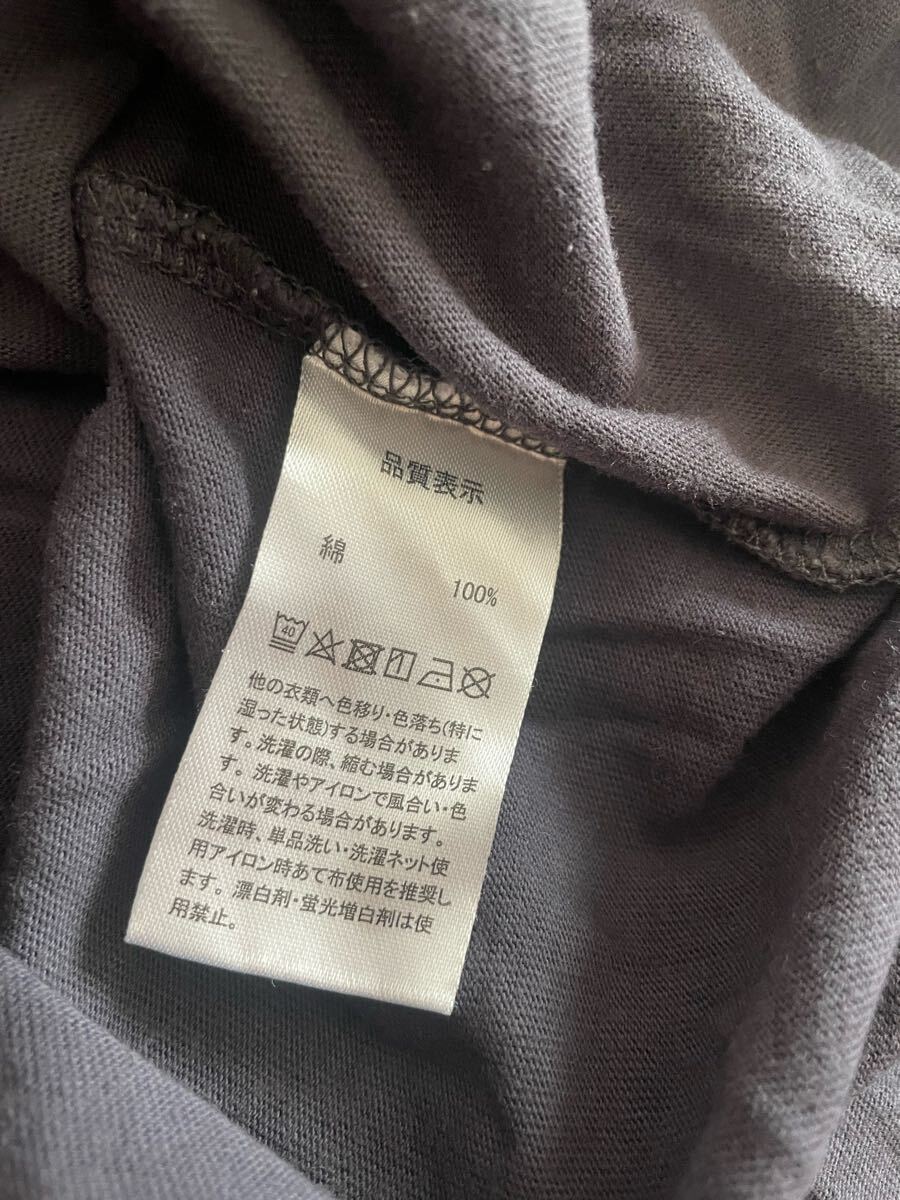 品質表示
綿 100%
40
他の衣類へ色移り・色落ち(特に
湿った状態)する場合がありま
す。洗濯の際、縮む場合がありま
す。洗濯やアイロンで風合い・色
合いが変わる場合があります。
洗濯時、単品洗い・洗濯ネット使
用アイロン時あて布使用を推奨し
ます。漂白剤・蛍光増白剤は使
用禁止。